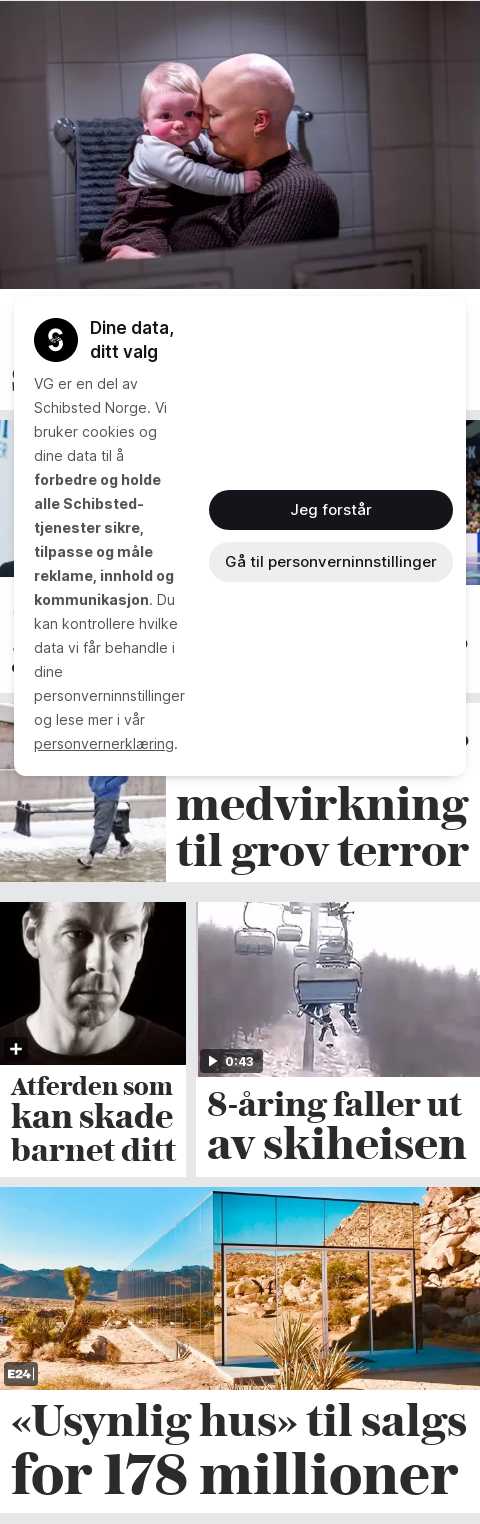 Dine data,
ditt valg
VG er en del av
Schibsted Norge. Vi
bruker cookies og
dine data til å
forbedre og holde
alle Schibsted-
tjenester sikre,
tilpasse og måle
reklame, innhold og
kommunikasjon. Du
kan kontrollere hvilke
data vi får behandle i
dine
personverninnstillinger
og lese mer i vår
personvernerklæring.
Jeg forstår
Gå til personverninnstillinger
medvirkning
til grov terror
Atferden som
kan skade
barnet ditt
0:43
8-åring faller ut
av skiheisen
E24
«Usynlig hus» til salgs
for 178 millioner